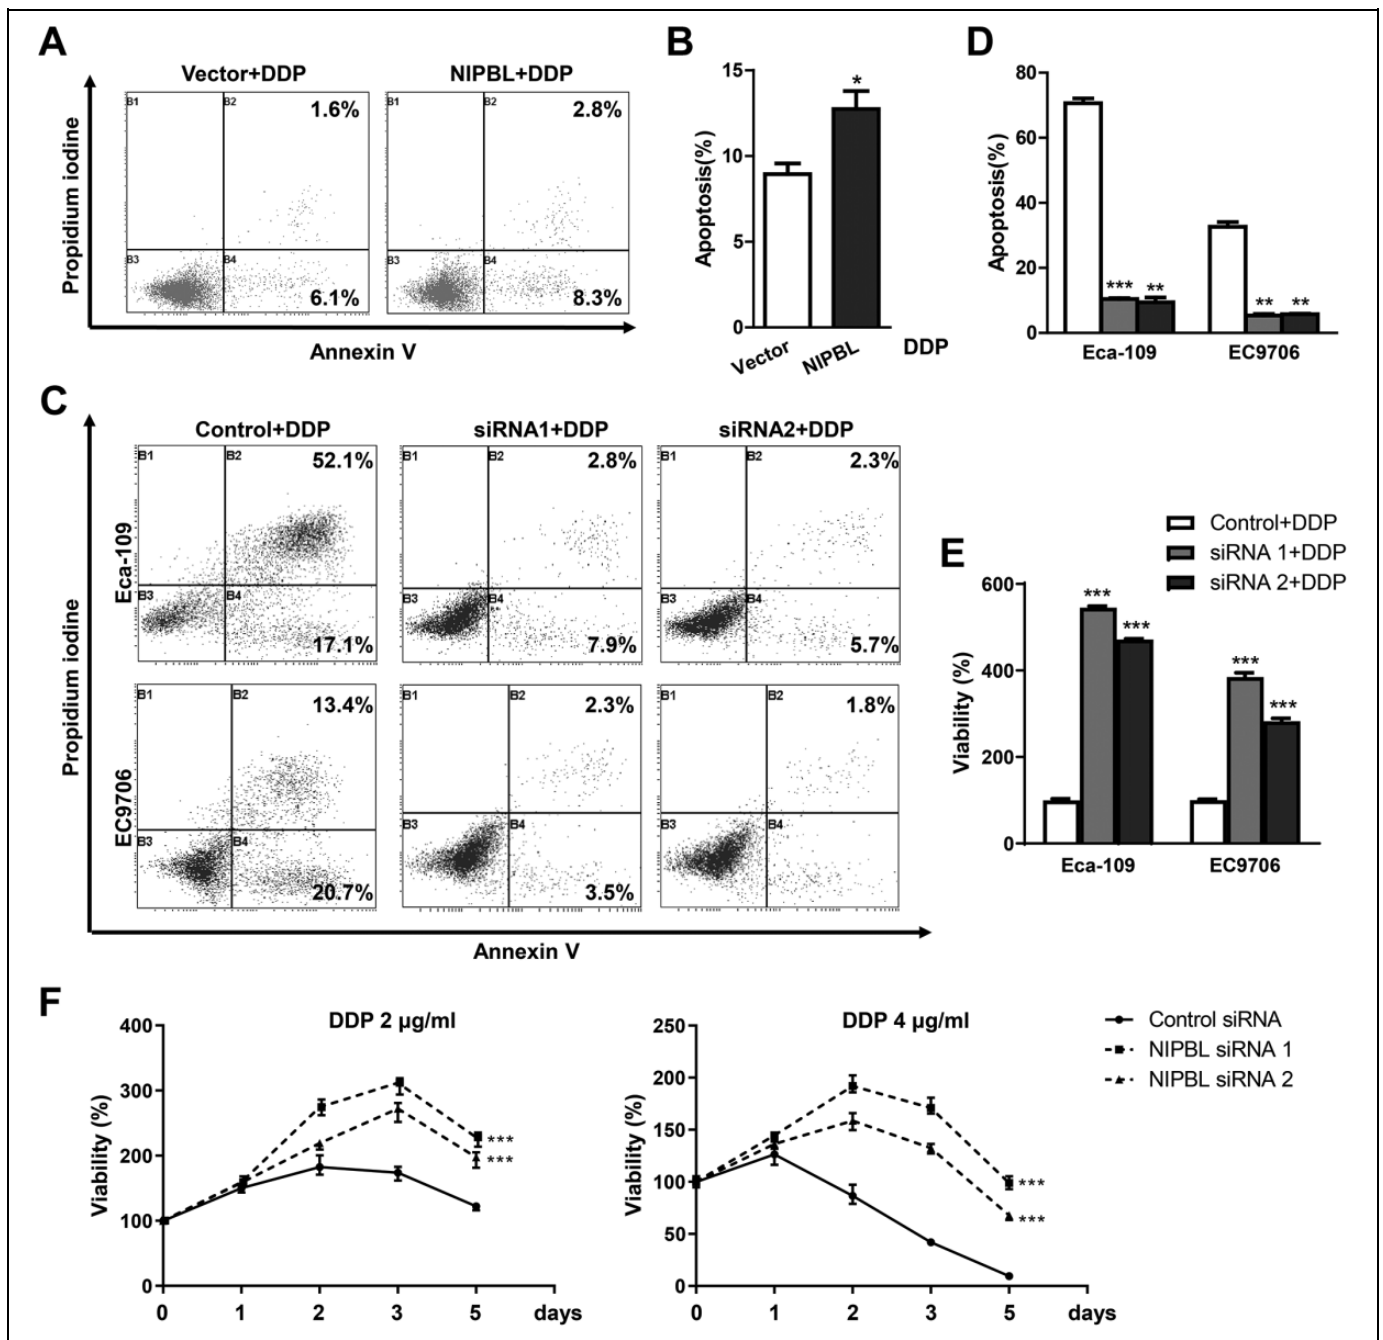 A
Vector+DDP
NIPBL+DDP
Propidium iodine
B1
B2
1.6%
B3
B4
6.1%
B1
B2
2.8%
B3
B4
8.3%
Annexin V
B
Apoptosis(%)
15
10
5
0
*
Vector
NIPBL
DDP
D
Apoptosis(%)
80
60
40
20
0
*** **
** **
Eca-109
EC9706
C
Control+DDP
siRNA1+DDP
siRNA2+DDP
Propidium iodine
Eca-109
B1
B2
52.1%
B3
B4
17.1%
B1
B2
2.8%
B3
B4
7.9%
B1
B2
2.3%
B3
B4
5.7%
EC9706
B1
B2
13.4%
B3
B4
20.7%
B1
B2
2.3%
B3
B4
3.5%
B1
B2
1.8%
B3
B4
Annexin V
Control+DDP
siRNA 1+DDP
siRNA 2+DDP
E
Viability (%)
600
400
200
0
***
***
***
***
Eca-109
EC9706
F
DDP 2 μg/ml
Viability (%)
400
300
200
100
0
***
***
0 1 2 3 5 days
DDP 4 μg/ml
Viability (%)
250
200
150
100
50
0
***
***
0 1 2 3 5 days
Control siRNA
NIPBL siRNA 1
NIPBL siRNA 2